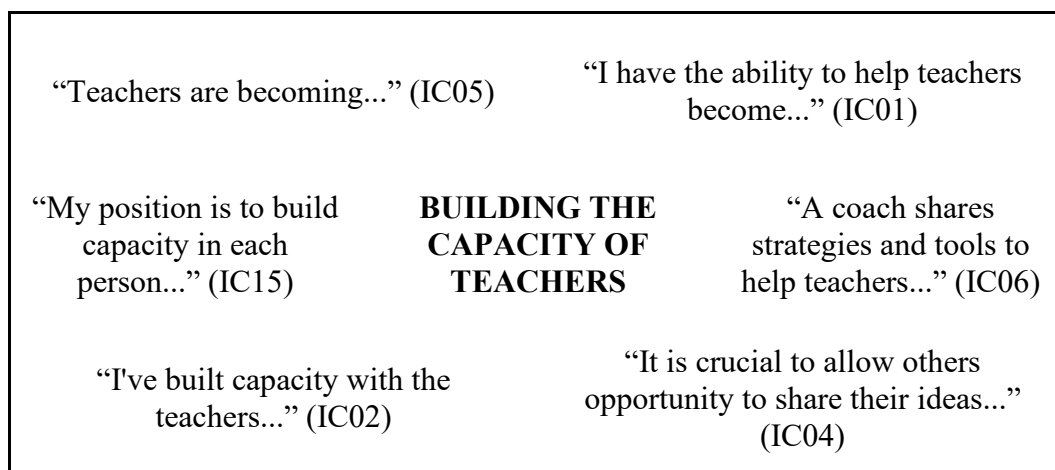 “Teachers are becoming...” (IC05)
“I have the ability to help teachers
become...” (IC01)
“My position is to build
capacity in each
person...” (IC15)
BUILDING THE
CAPACITY OF
TEACHERS
“A coach shares
strategies and tools to
help teachers...” (IC06)
“I've built capacity with the
teachers...” (IC02)
“It is crucial to allow others
opportunity to share their ideas...”
(IC04)